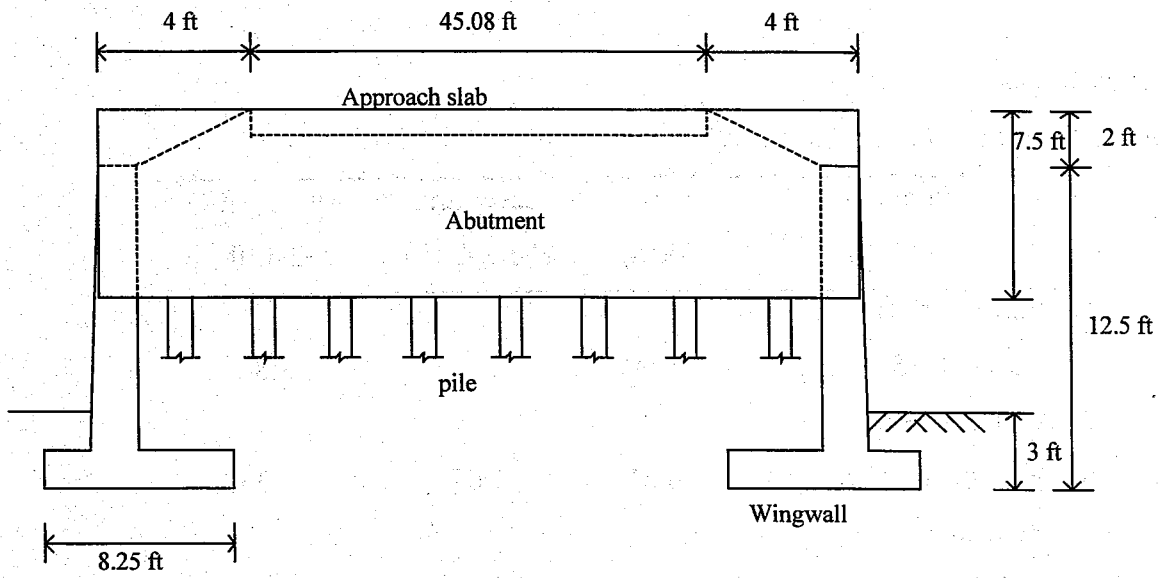 4 ft
45.08 ft
4 ft
Approach slab
7.5 ft
2 ft
Abutment
12.5 ft
pile
3 ft
Wingwall
8.25 ft